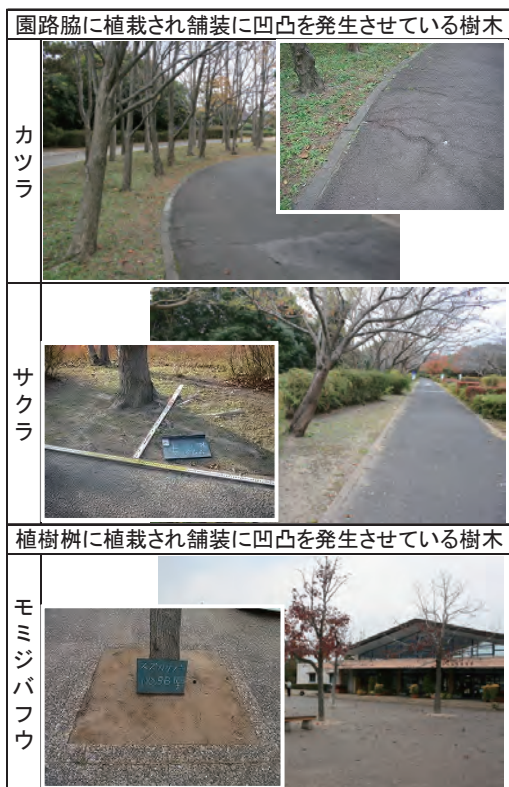 園路脇に植栽され舗装に凹凸を発生させている樹木
カツラ
サクラ
植樹桝に植栽され舗装に凹凸を発生させている樹木
モミジバフウ